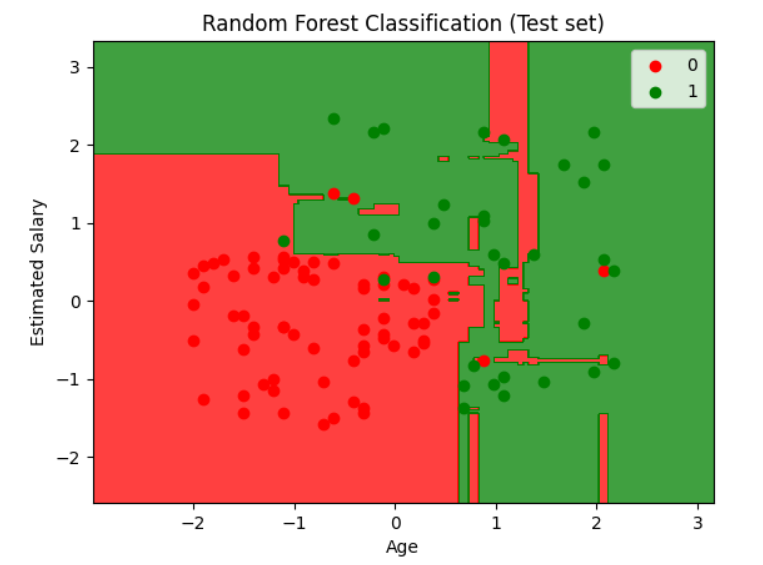 Random Forest Classification (Test set)
0
1
3
2
1
0
−1
−2
Estimated Salary
−2 −1 0 1 2 3
Age